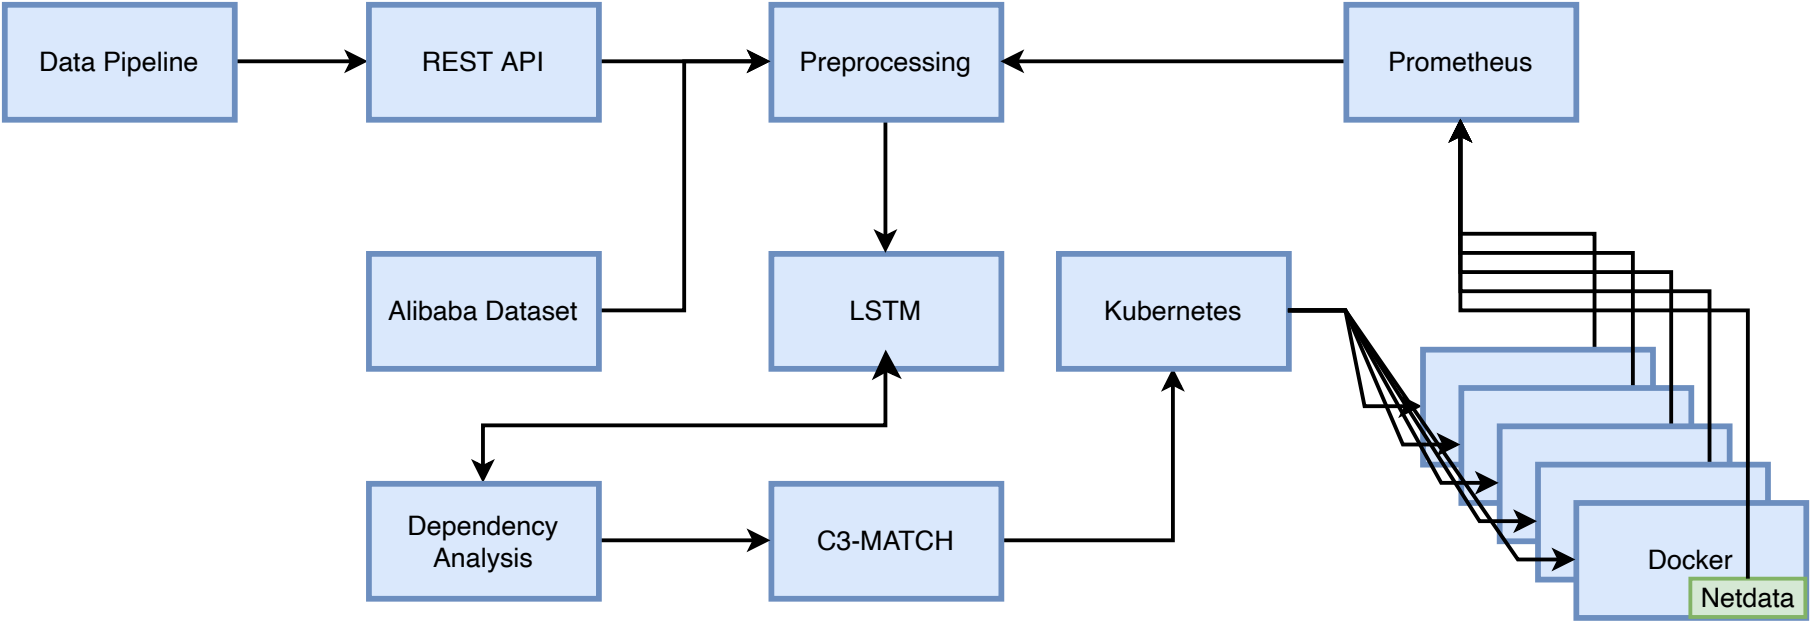 Data Pipeline
REST API
Preprocessing
Prometheus
Alibaba Dataset
LSTM
Kubernetes
Dependency
Analysis
C3-MATCH
Docker
Netdata